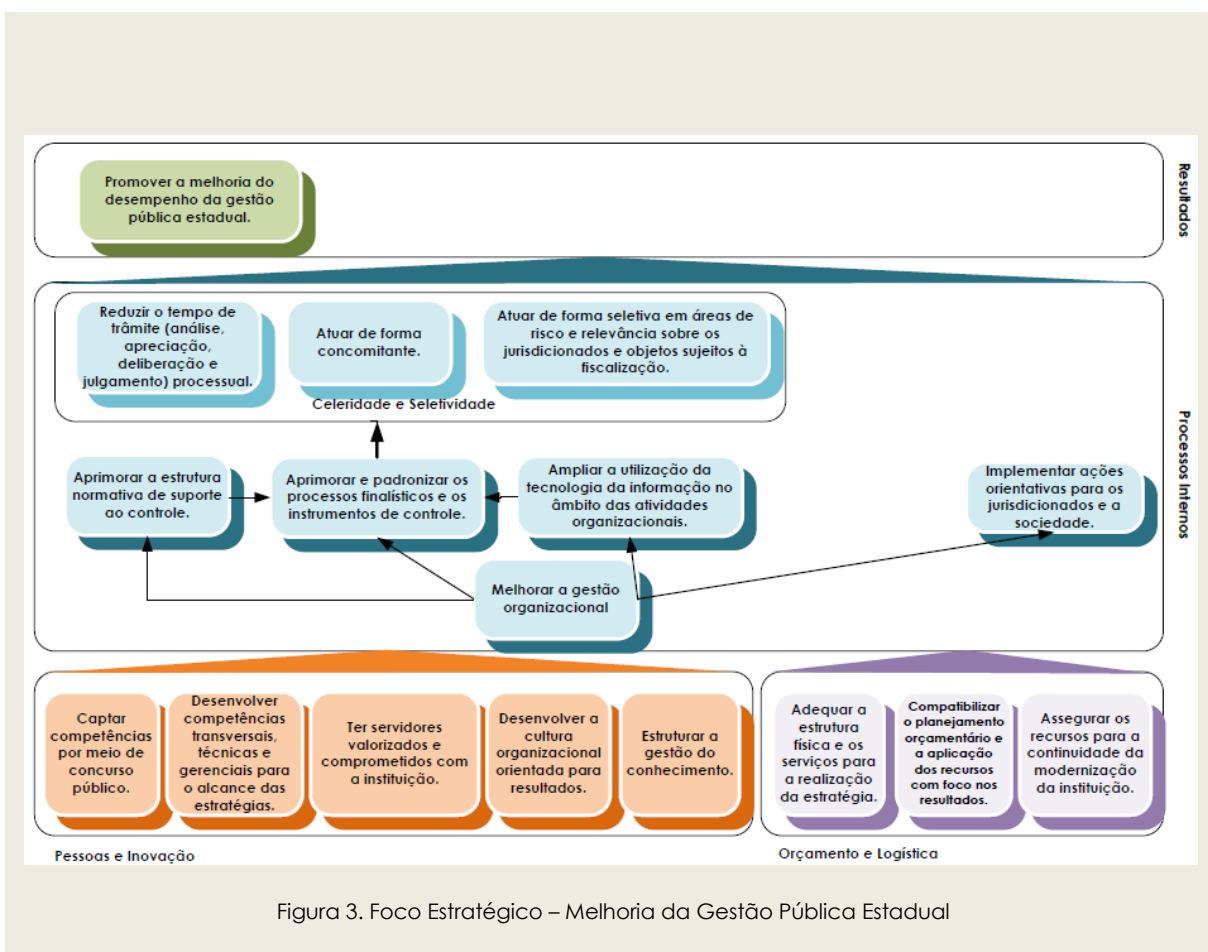 Promover a melhoria do
desempenho da gestão
pública estadual.
Resultados
Reduzir o tempo de
trâmite (análise,
apreciação,
deliberação e
julgamento) processual.
Atuar de forma
concomitante.
Atuar de forma seletiva em áreas de
risco e relevância sobre os
jurisdicionados e objetos sujeitos à
fiscalização.
Celeridade e Seletividade
Processos Internos
Aprimorar a estrutura
normativa de suporte
ao controle.
Aprimorar e padronizar os
processos finalísticos e os
instrumentos de controle.
Ampliar a utilização da
tecnologia da informação no
âmbito das atividades
organizacionais.
Implementar ações
orientativas para os
jurisdicionados e a
sociedade.
Melhorar a gestão
organizacional
Captar
competências
por meio de
concurso
público.
Desenvolver
competências
transversais,
técnicas e
gerenciais para
o alcance das
estratégias.
Ter servidores
valorizados e
comprometidos com
a instituição.
Desenvolver a
cultura
organizacional
orientada para
resultados.
Estruturar a
gestão do
conhecimento.
Adequar a
estrutura
física e os
serviços para
a realização
da estratégia.
Compatibilizar
o planejamento
orçamentário e
a aplicação
dos recursos
com foco nos
resultados.
Assegurar os
recursos para a
continuidade da
modernização
da instituição.
Pessoas e Inovação
Orçamento e Logística
Figura 3. Foco Estratégico – Melhoria da Gestão Pública Estadual